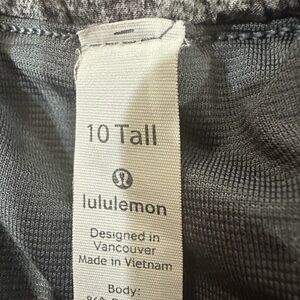 10 Tall
lululemon
Designed in
Vancouver
Made in Vietnam
Body: